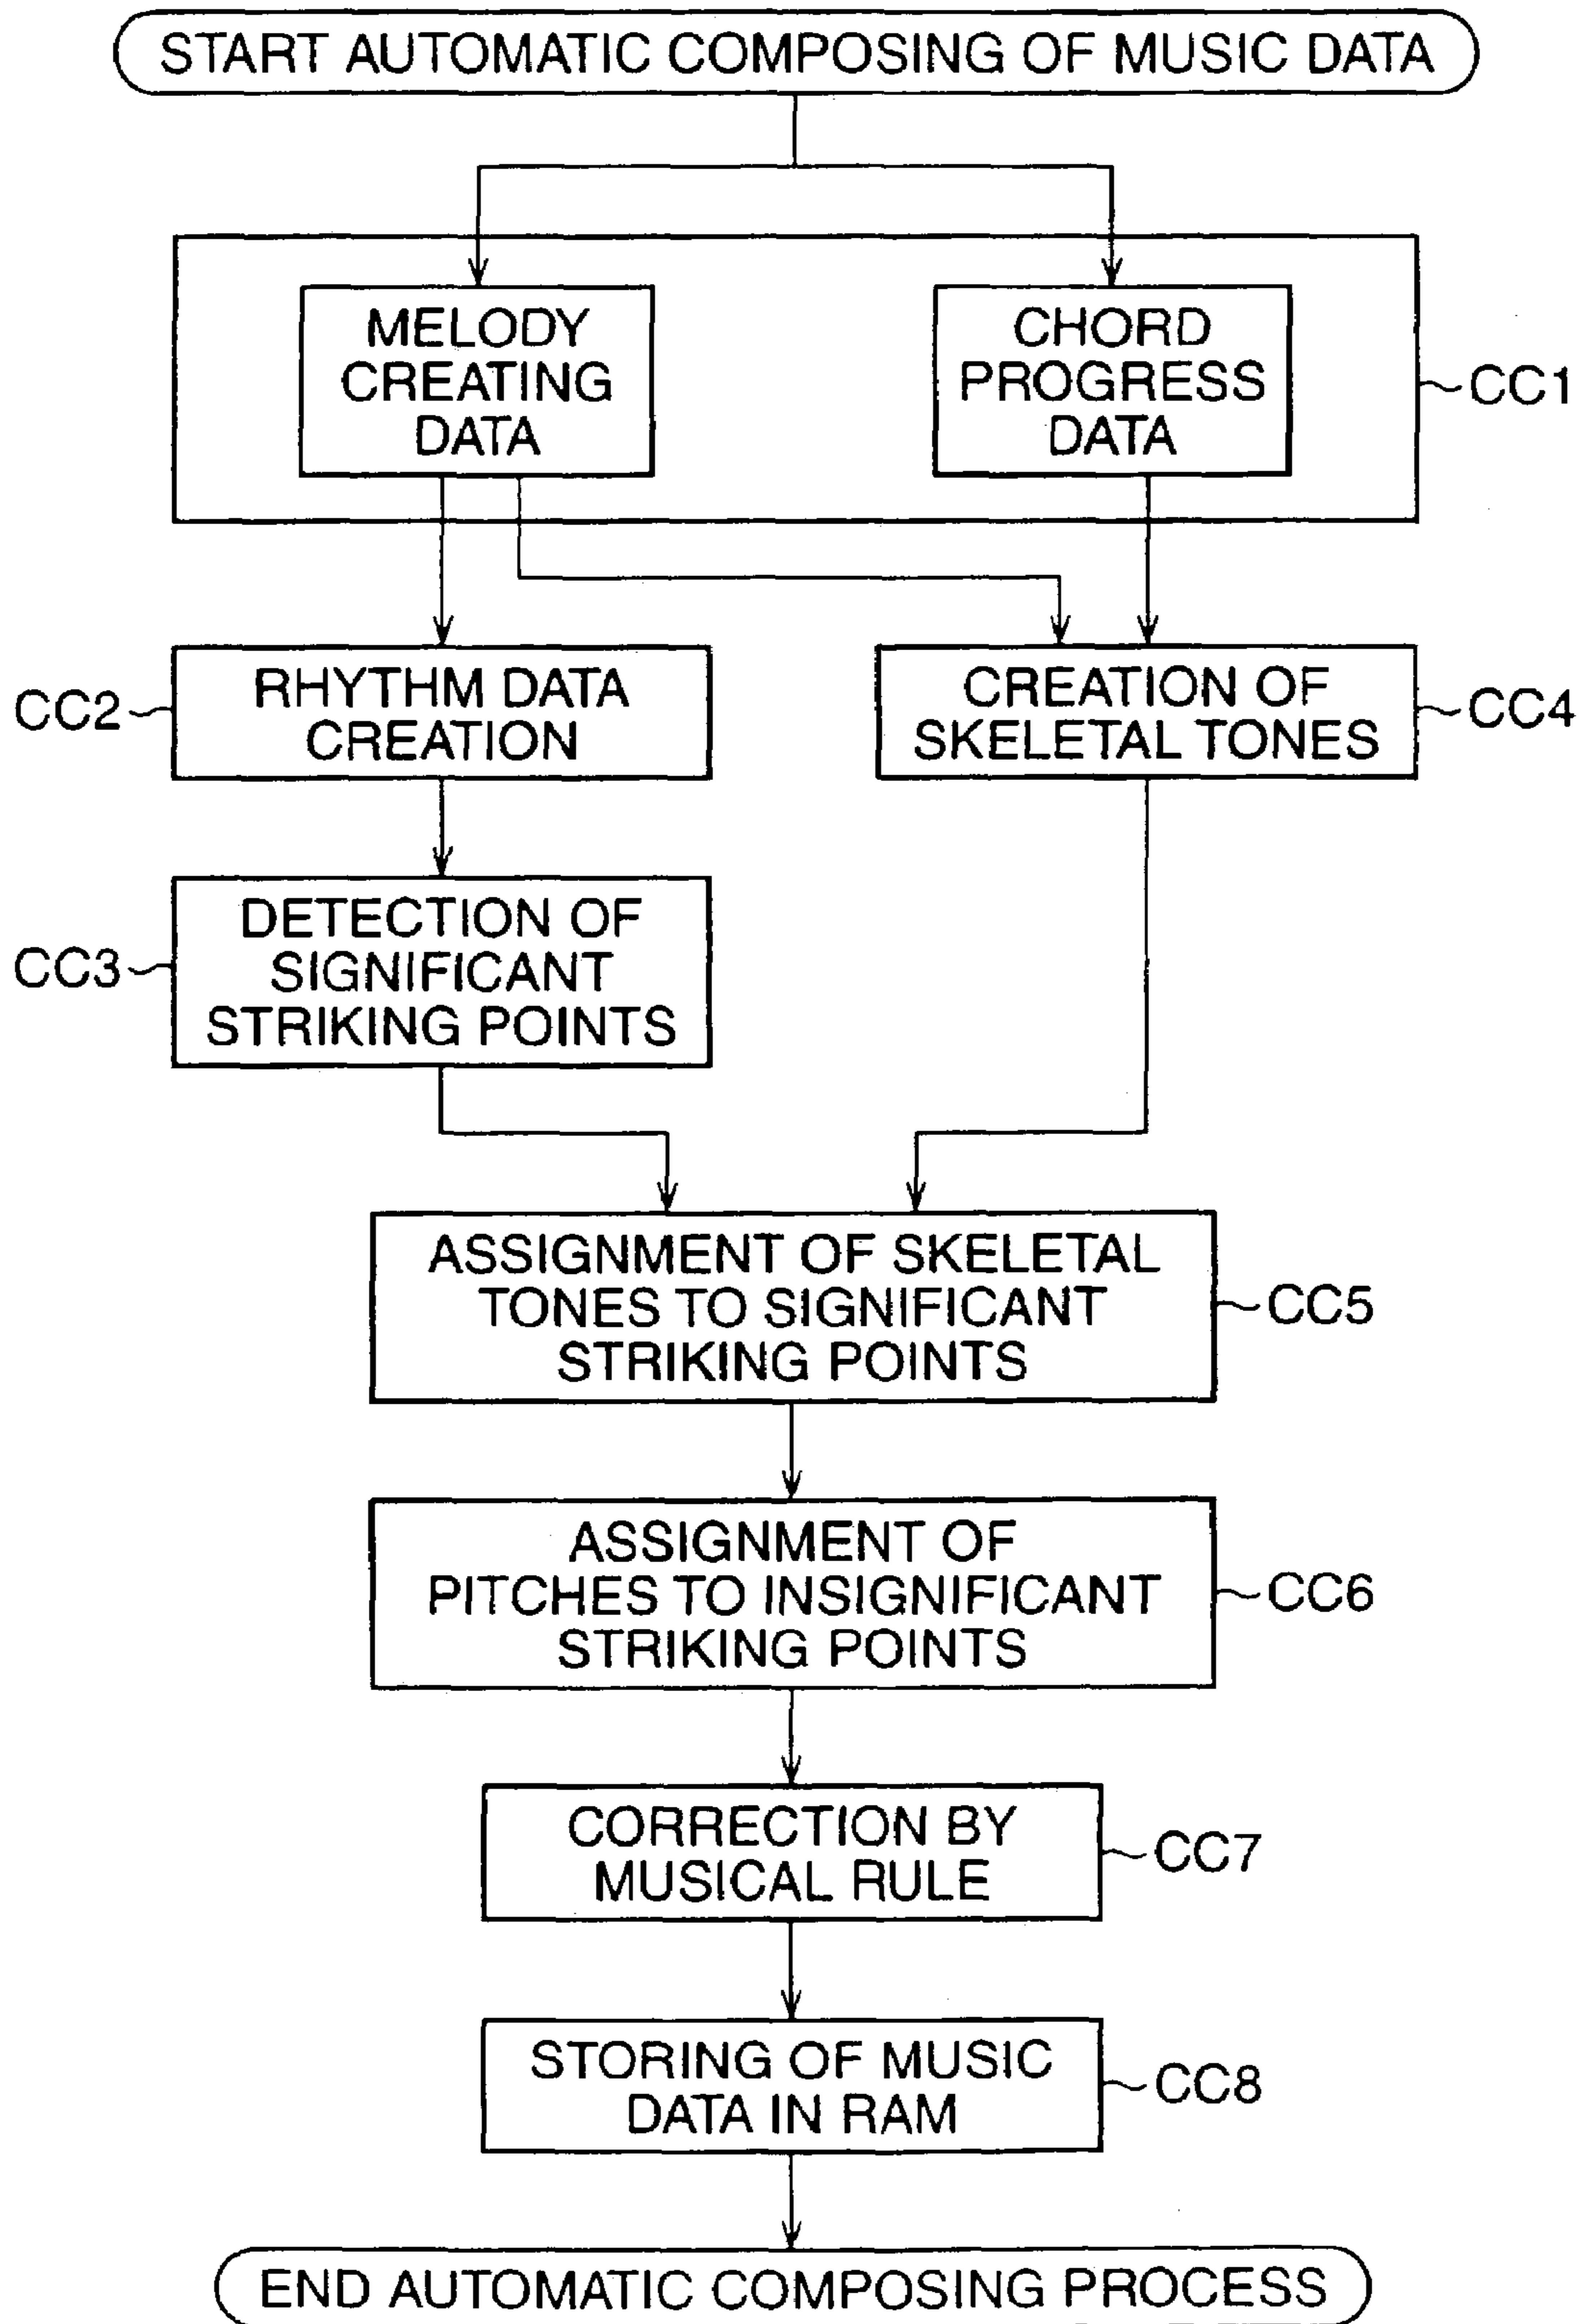 START AUTOMATIC COMPOSING OF MUSIC DATA
MELODY
CREATING
DATA
CHORD
PROGRESS
DATA
CC1
CC2
RHYTHM DATA
CREATION
CREATION OF
SKELETAL TONES
CC4
CC3
DETECTION OF
SIGNIFICANT
STRIKING POINTS
ASSIGNMENT OF SKELETAL
TONES TO SIGNIFICANT
STRIKING POINTS
CC5
ASSIGNMENT OF
PITCHES TO INSIGNIFICANT
STRIKING POINTS
CC6
CORRECTION BY
MUSICAL RULE
CC7
STORING OF MUSIC
DATA IN RAM
CC8
END AUTOMATIC COMPOSING PROCESS